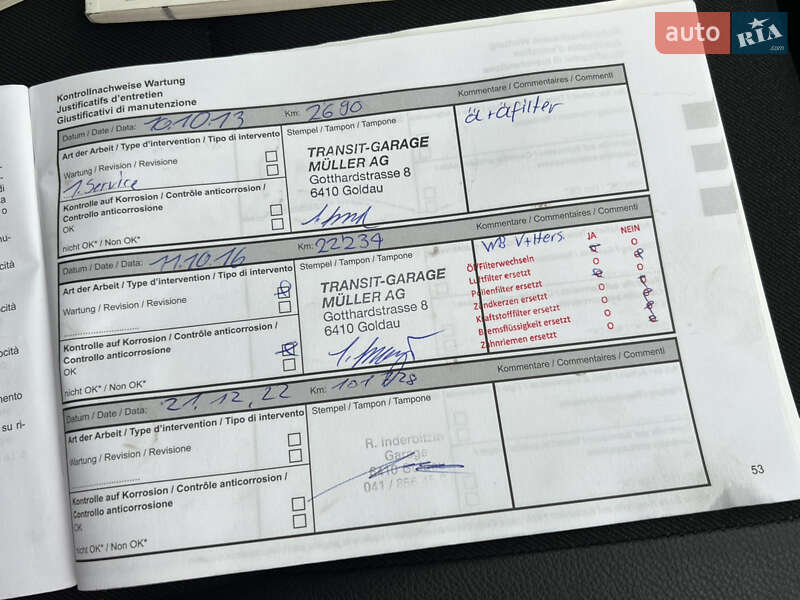 auto RIA .com
Kontrollnachweise Wartung
Justificatifs d'entretien
Giustificativi di manutenzione
Datum / Date / Data: 10.10.13 Km: 2690 Kommentare / Commentaires / Commenti
Art der Arbeit / Type d'intervention / Tipo di intervento
Wartung / Revision / Revisione
1. Service
Kontrolle auf Korrosion / Contrôle anticorrosion /
Controllo anticorrosione
OK
nicht OK* / Non OK*
Stempel / Tampon / Tampone
TRANSIT-GARAGE
MÜLLER AG
Gotthardstrasse 8
6410 Goldau
Datum / Date / Data: 11.10.16 Km: 22234 Kommentare / Commentaires / Commenti
Art der Arbeit / Type d'intervention / Tipo di intervento
Wartung / Revision / Revisione
Kontrolle auf Korrosion / Contrôle anticorrosion /
Controllo anticorrosione
OK
nicht OK* / Non OK*
Stempel / Tampon / Tampone
TRANSIT-GARAGE
MÜLLER AG
Gotthardstrasse 8
6410 Goldau
JA NEIN
Luftfilter ersetzt
Pollenfilter ersetzt
Zündkerzen ersetzt
Kraftstofffilter ersetzt
Bremsflüssigkeit ersetzt
Zahnriemen ersetzt
Datum / Date / Data: 21.12.22 Km: Kommentare / Commentaires / Commenti
Art der Arbeit / Type d'intervention / Tipo di intervento
Wartung / Revision / Revisione
Kontrolle auf Korrosion / Contrôle anticorrosion /
Controllo anticorrosione
OK
nicht OK* / Non OK*
Stempel / Tampon / Tampone
R. Inderbitzin
Garage
6410
041 / 855
53